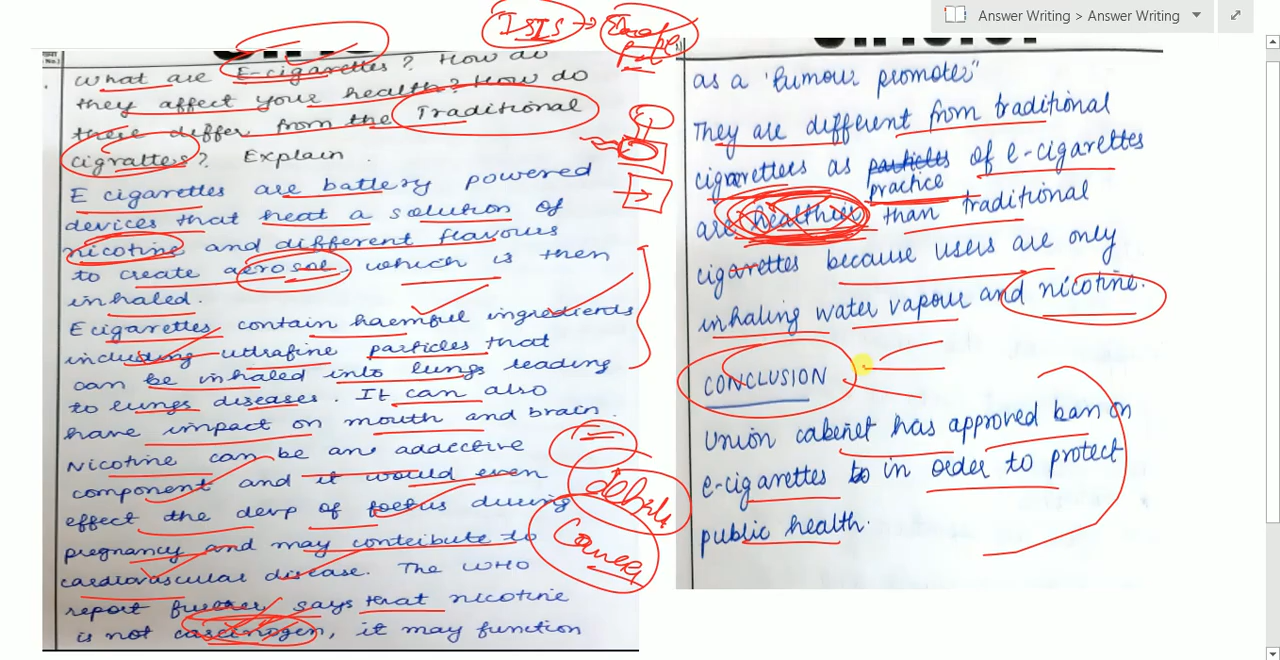 Answer Writing > Answer Writing
ISIS →
What are E-cigarettes? How do
they affect your health? How do
these differ from the Traditional
cigrattes? Explain.
E cigarettes are battery powered
devices that heat a solution of
nicotine and different flavours
to create aerosol, which is then
inhaled.
E cigarettes contain haemful ingredients
including utrafine particles that
can be inhaled into lungs leading
to lungs diseases. It can also
have impact on mouth and brain.
Nicotine can be an addective
component and it would even
effect the devp of foetus during
pregnancy and may contribute to
cardiovascular disease. The WHO
report further says that nicotine
is not cascinogen, it may function
Cancer
as a "tumour promoter"
They are different from traditional
cigarettees as particles of e-cigarettes
practice
are healthier than traditional
cigarettes because users are only
inhaling water vapour and nicotine.
CONCLUSION
Union cabinet has approved ban on
e-cigarettes to in order to protect
public health.